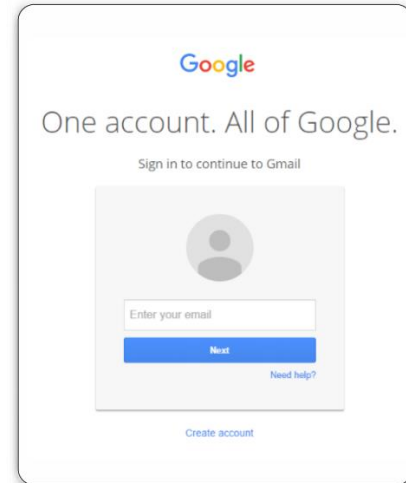 Google
One account. All of Google.
Sign in to continue to Gmail
Enter your email
Next
Need help?
Create account